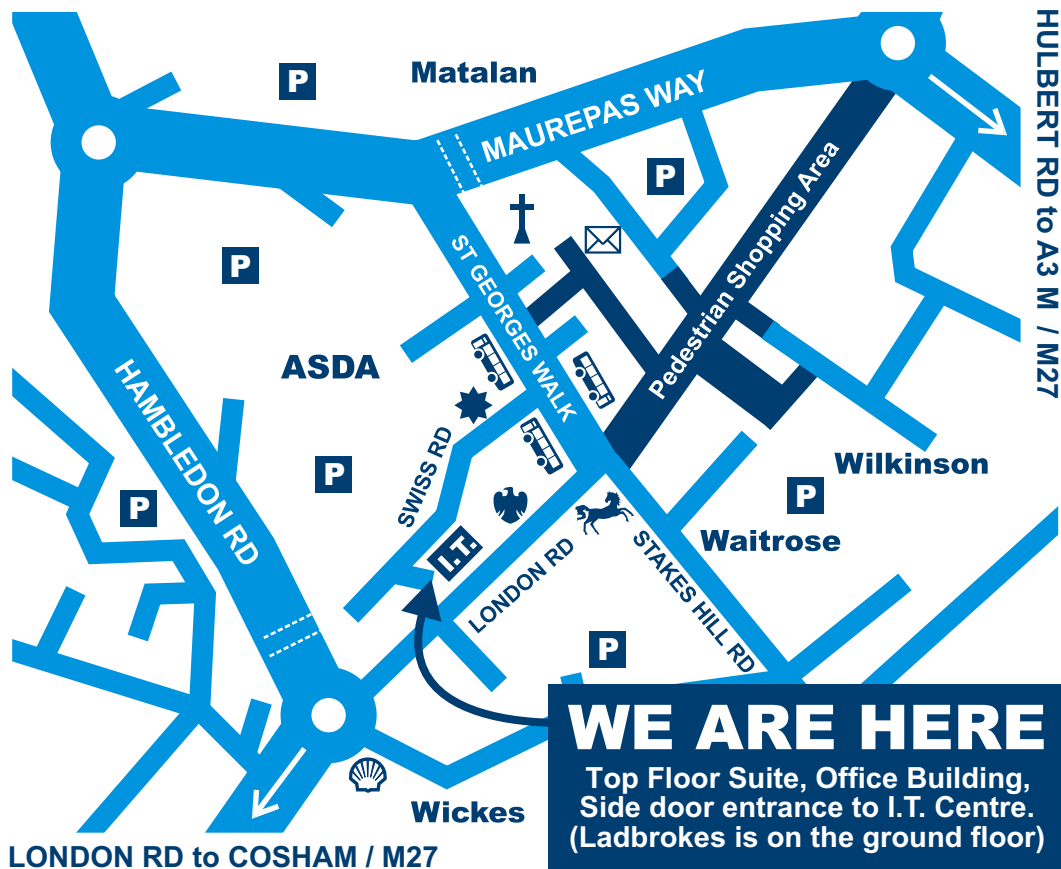 P
Matalan
MAUREPAS WAY
HULBERT RD to A3 M / M27
P
P
Pedestrian Shopping Area
ST GEORGES WALK
ASDA
HAMBLEDON RD
SWISS RD
P
P
Wilkinson
P
Waitrose
I.T.
LONDON RD
STAKES HILL RD
P
WE ARE HERE
Top Floor Suite, Office Building,
Side door entrance to I.T. Centre.
(Ladbrokes is on the ground floor)
Wickes
LONDON RD to COSHAM / M27